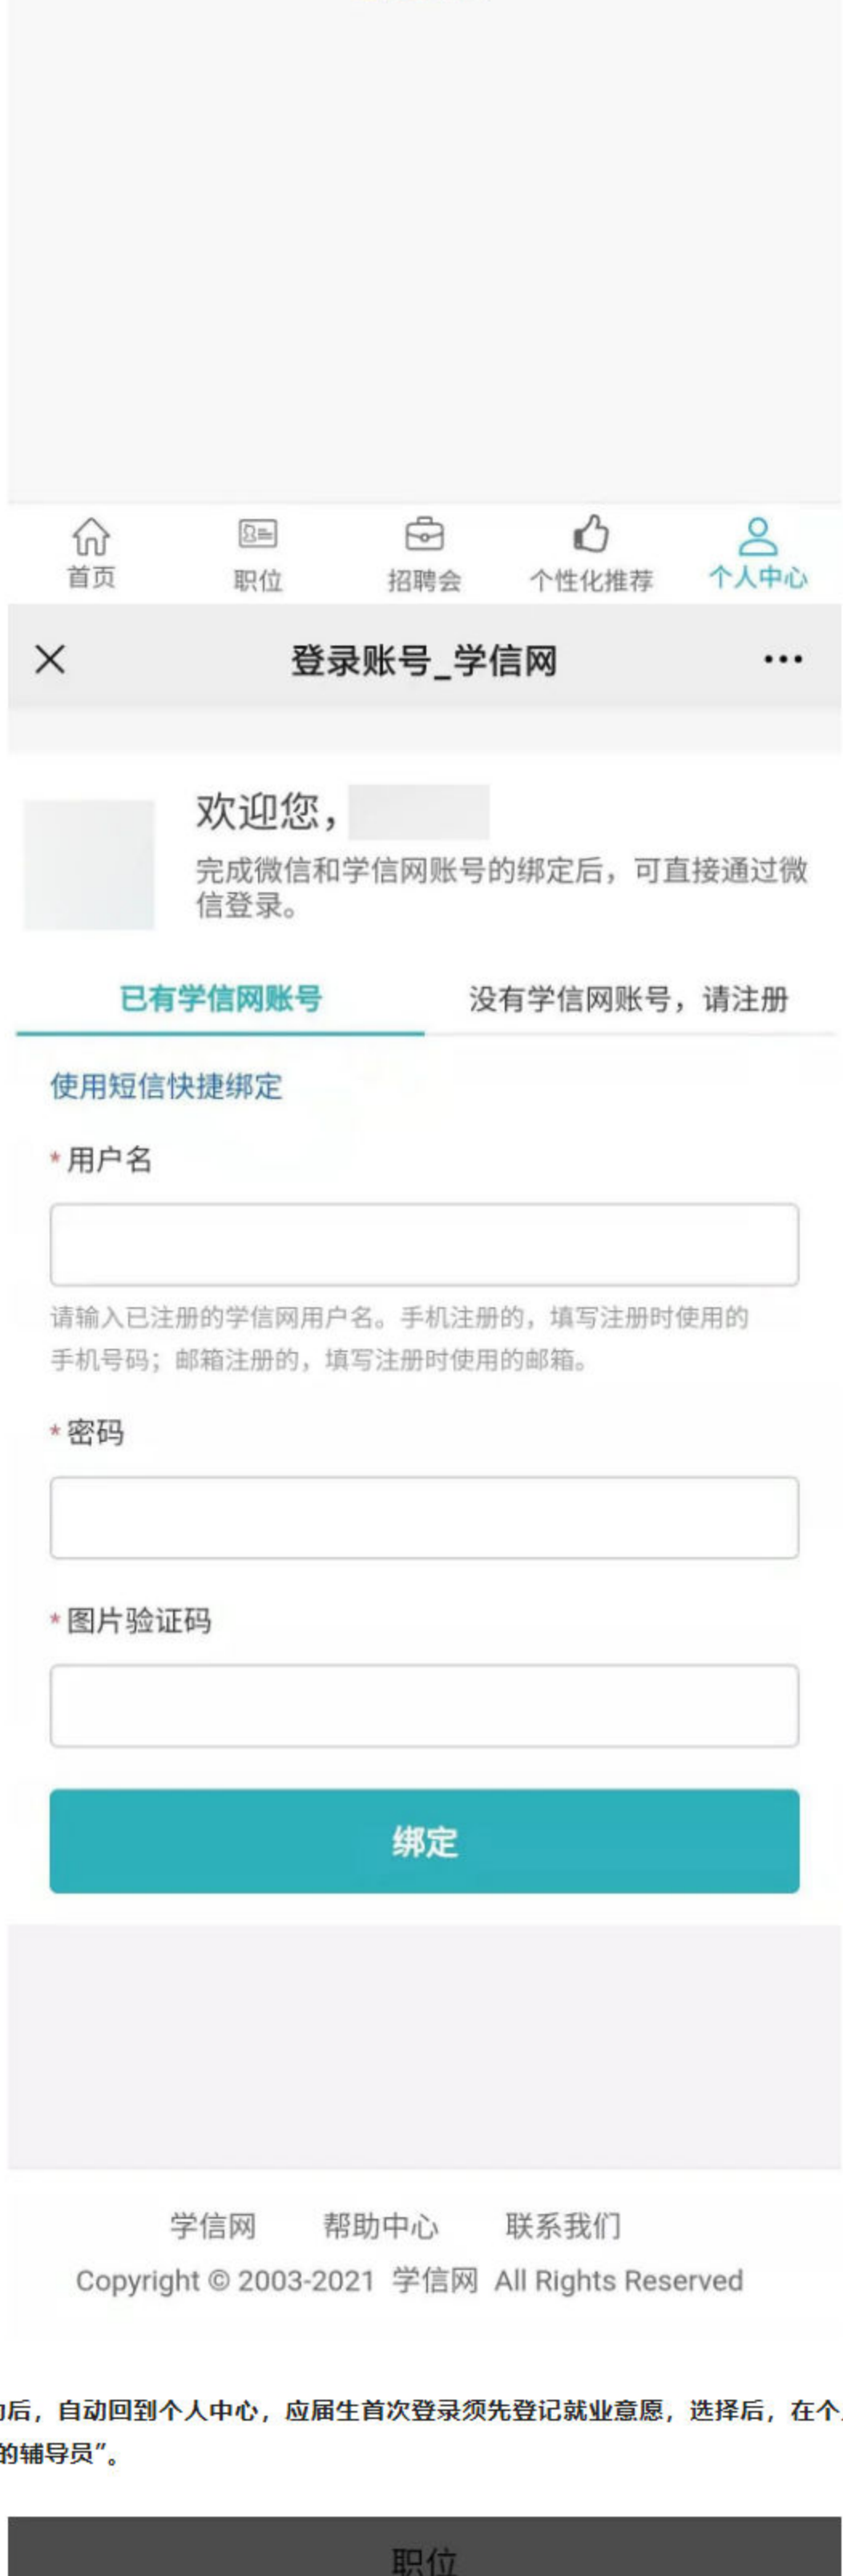 首页 职位 招聘会 个性化推荐 个人中心
登录账号_学信网
欢迎您，
完成微信和学信网账号的绑定后，可直接通过微
信登录。
已有学信网账号 没有学信网账号，请注册
使用短信快捷绑定
* 用户名
请输入已注册的学信网用户名。手机注册的，填写注册时使用的
手机号码；邮箱注册的，填写注册时使用的邮箱。
* 密码
* 图片验证码
绑定
学信网 帮助中心 联系我们
Copyright © 2003-2021 学信网 All Rights Reserved
后，自动回到个人中心，应届生首次登录须先登记就业意愿，选择后，在个
的辅导员”。
职位